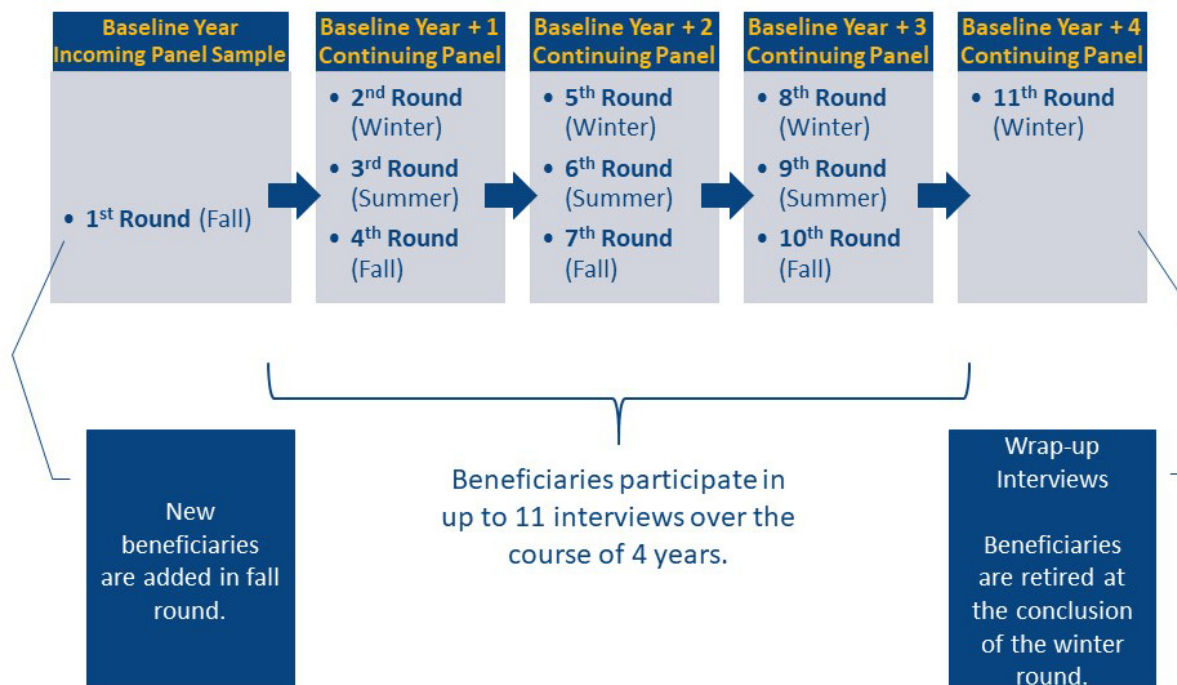 Baseline Year
Incoming Panel Sample
• 1st Round (Fall)
Baseline Year + 1
Continuing Panel
• 2nd Round
(Winter)
• 3rd Round
(Summer)
• 4th Round
(Fall)
Baseline Year + 2
Continuing Panel
• 5th Round
(Winter)
• 6th Round
(Summer)
• 7th Round
(Fall)
Baseline Year + 3
Continuing Panel
• 8th Round
(Winter)
• 9th Round
(Summer)
• 10th Round
(Fall)
Baseline Year + 4
Continuing Panel
• 11th Round
(Winter)
New
beneficiaries
are added in fall
round.
Beneficiaries participate in
up to 11 interviews over the
course of 4 years.
Wrap-up
Interviews
Beneficiaries
are retired at
the conclusion
of the winter
round.